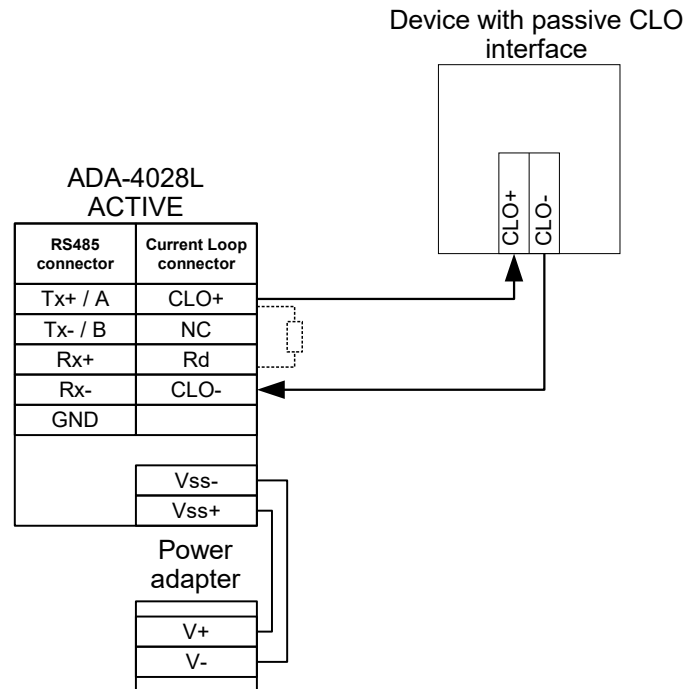 Device with passive CLO
interface
CLO+
CLO-
ADA-4028L
ACTIVE
RS485 connector
Current Loop connector
Tx+ / A CLO+
Tx- / B NC
Rx+ Rd
Rx- CLO-
GND
Vss-
Vss+
Power
adapter
V+
V-